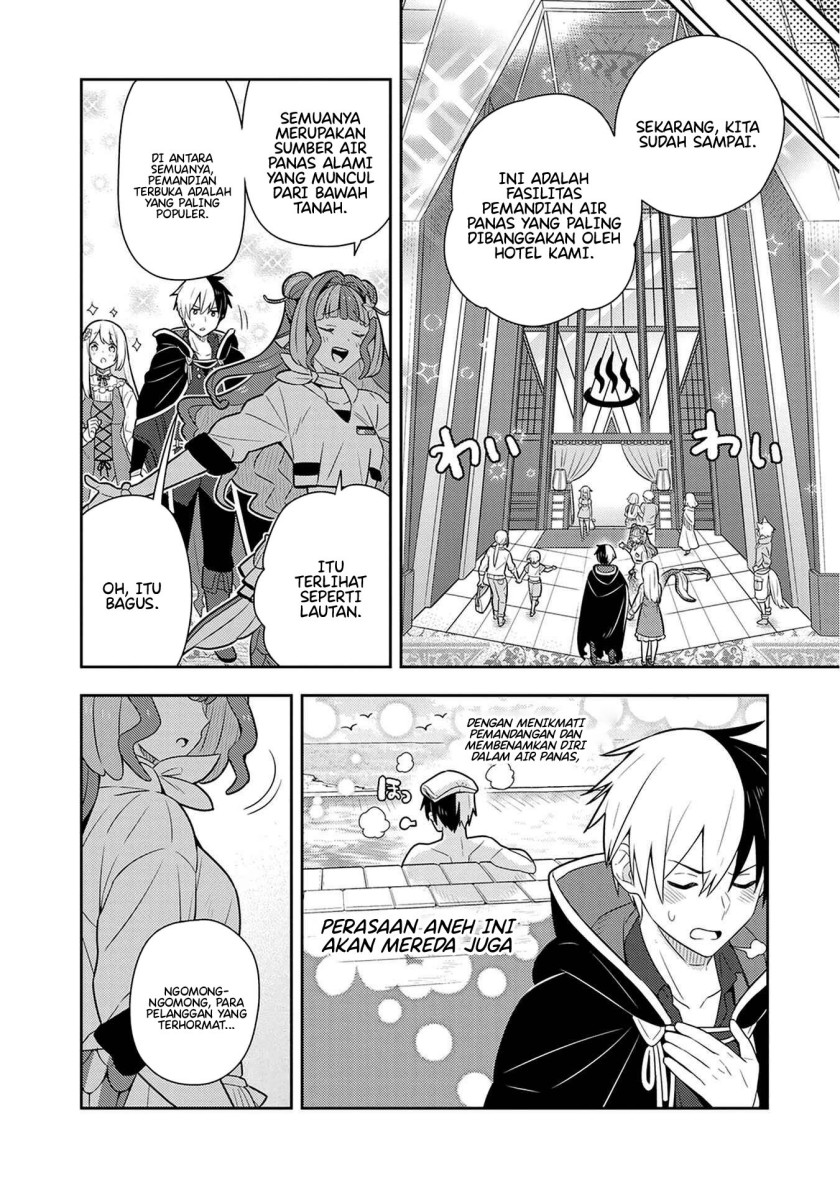 SEKARANG, KITA
SUDAH SAMPAI.
INI ADALAH
FASILITAS
PEMANDIAN AIR
PANAS YANG PALING
DIBANGGAKAN OLEH
HOTEL KAMI.
わい
わい
SEMUANYA
MERUPAKAN
SUMBER AIR
PANAS ALAMI
YANG MUNCUL
DARI BAWAH
TANAH.
DI ANTARA
SEMUANYA,
PEMANDIAN
TERBUKA ADALAH
YANG PALING
POPULER.
ITU
TERLIHAT
SEPERTI
LAUTAN.
OH, ITU
BAGUS.
DENGAN MENIKMATI
PEMANDANGAN DAN
MEMBENAMKAN DIRI
DALAM AIR PANAS,
ほっ
PERASAAN ANEH INI
AKAN MEREDA JUGA
NGOMONG-
NGOMONG, PARA
PELANGGAN YANG
TERHORMAT...